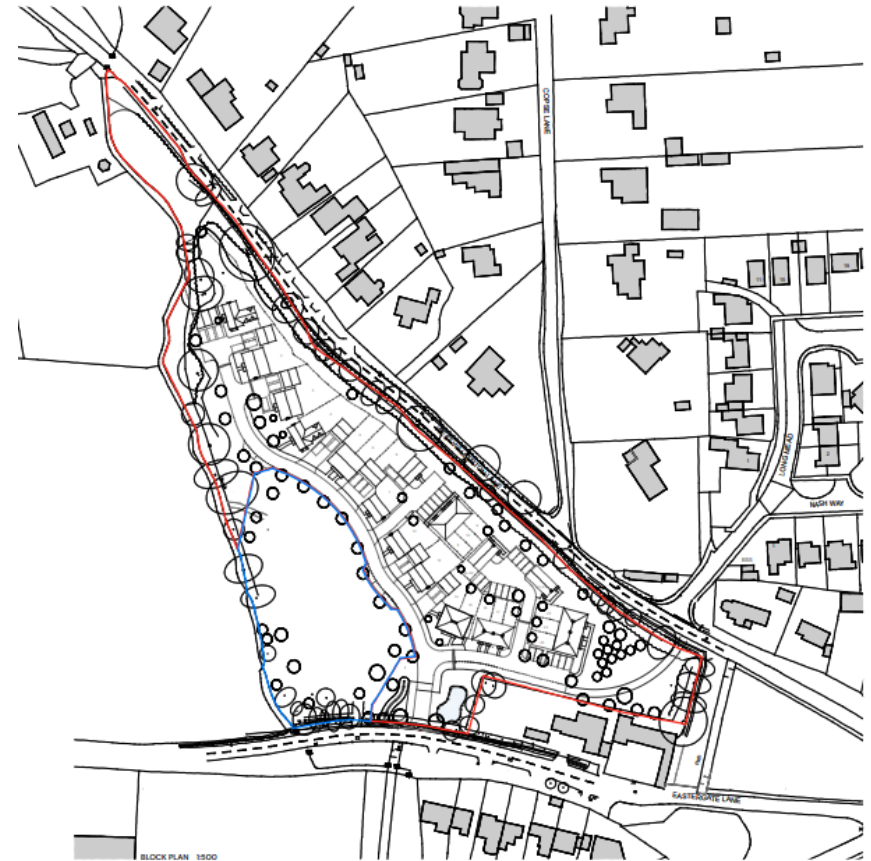 COPSE LANE
LONG MEAD
NASH WAY
EASTERGATE LANE
BLOCK PLAN 1:500